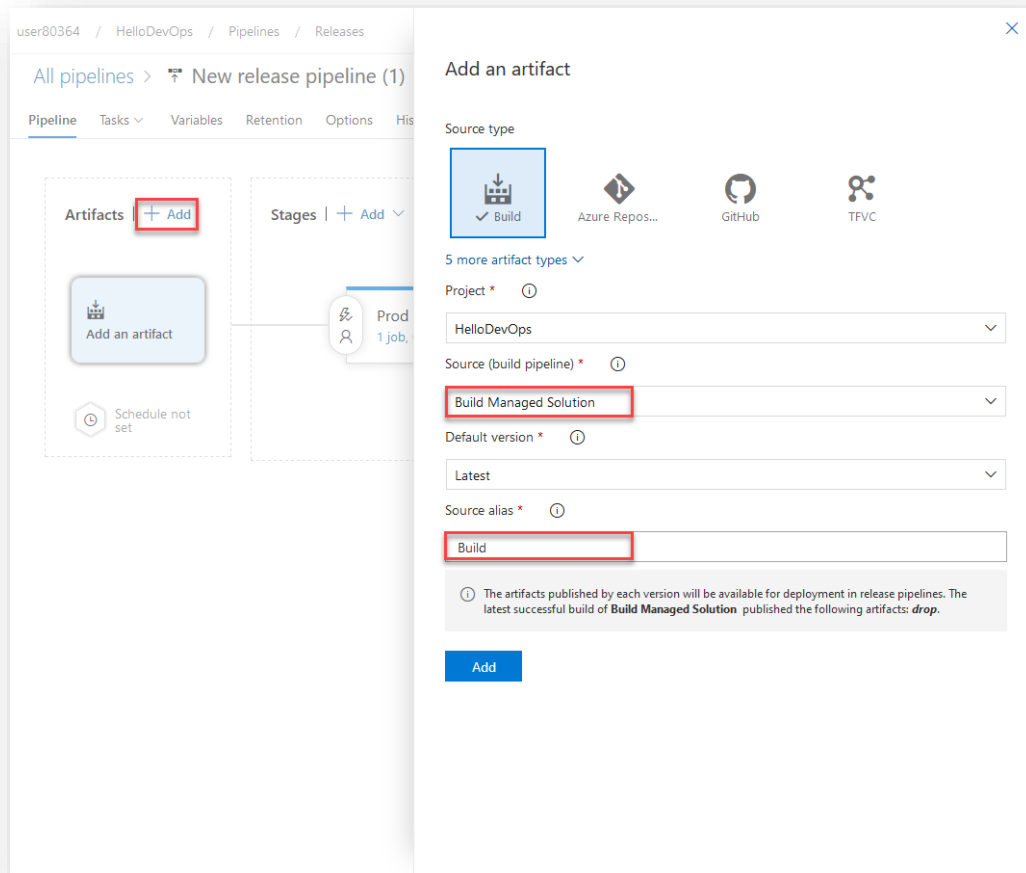 user80364 / HelloDevOps / Pipelines / Releases
All pipelines > New release pipeline (1)
Pipeline Tasks Variables Retention Options His
Artifacts | + Add
Stages | + Add
Add an artifact
Schedule not
set
Prod
1 job,
Add an artifact
Source type
Build
Azure Repos...
GitHub
TFVC
5 more artifact types
Project *
HelloDevOps
Source (build pipeline) *
Build Managed Solution
Default version *
Latest
Source alias *
Build
The artifacts published by each version will be available for deployment in release pipelines. The
latest successful build of Build Managed Solution published the following artifacts: drop.
Add